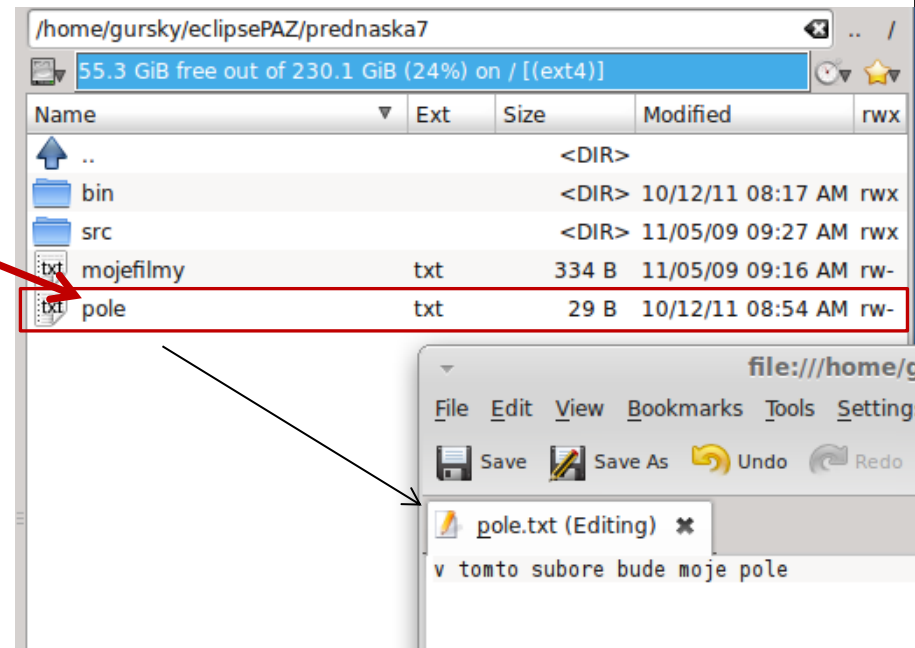 /home/gursky/eclipsePAZ/prednaska7 .. /
55.3 GiB free out of 230.1 GiB (24%) on / [(ext4)]
Name Ext Size Modified rwx
.. <DIR>
bin <DIR> 10/12/11 08:17 AM rwx
src <DIR> 11/05/09 09:27 AM rwx
txt mojefilmy txt 334 B 11/05/09 09:16 AM rw-
txt pole txt 29 B 10/12/11 08:54 AM rw-
file:///home/g
File Edit View Bookmarks Tools Setting
Save Save As Undo Redo
pole.txt (Editing)
v tomto subore bude moje pole